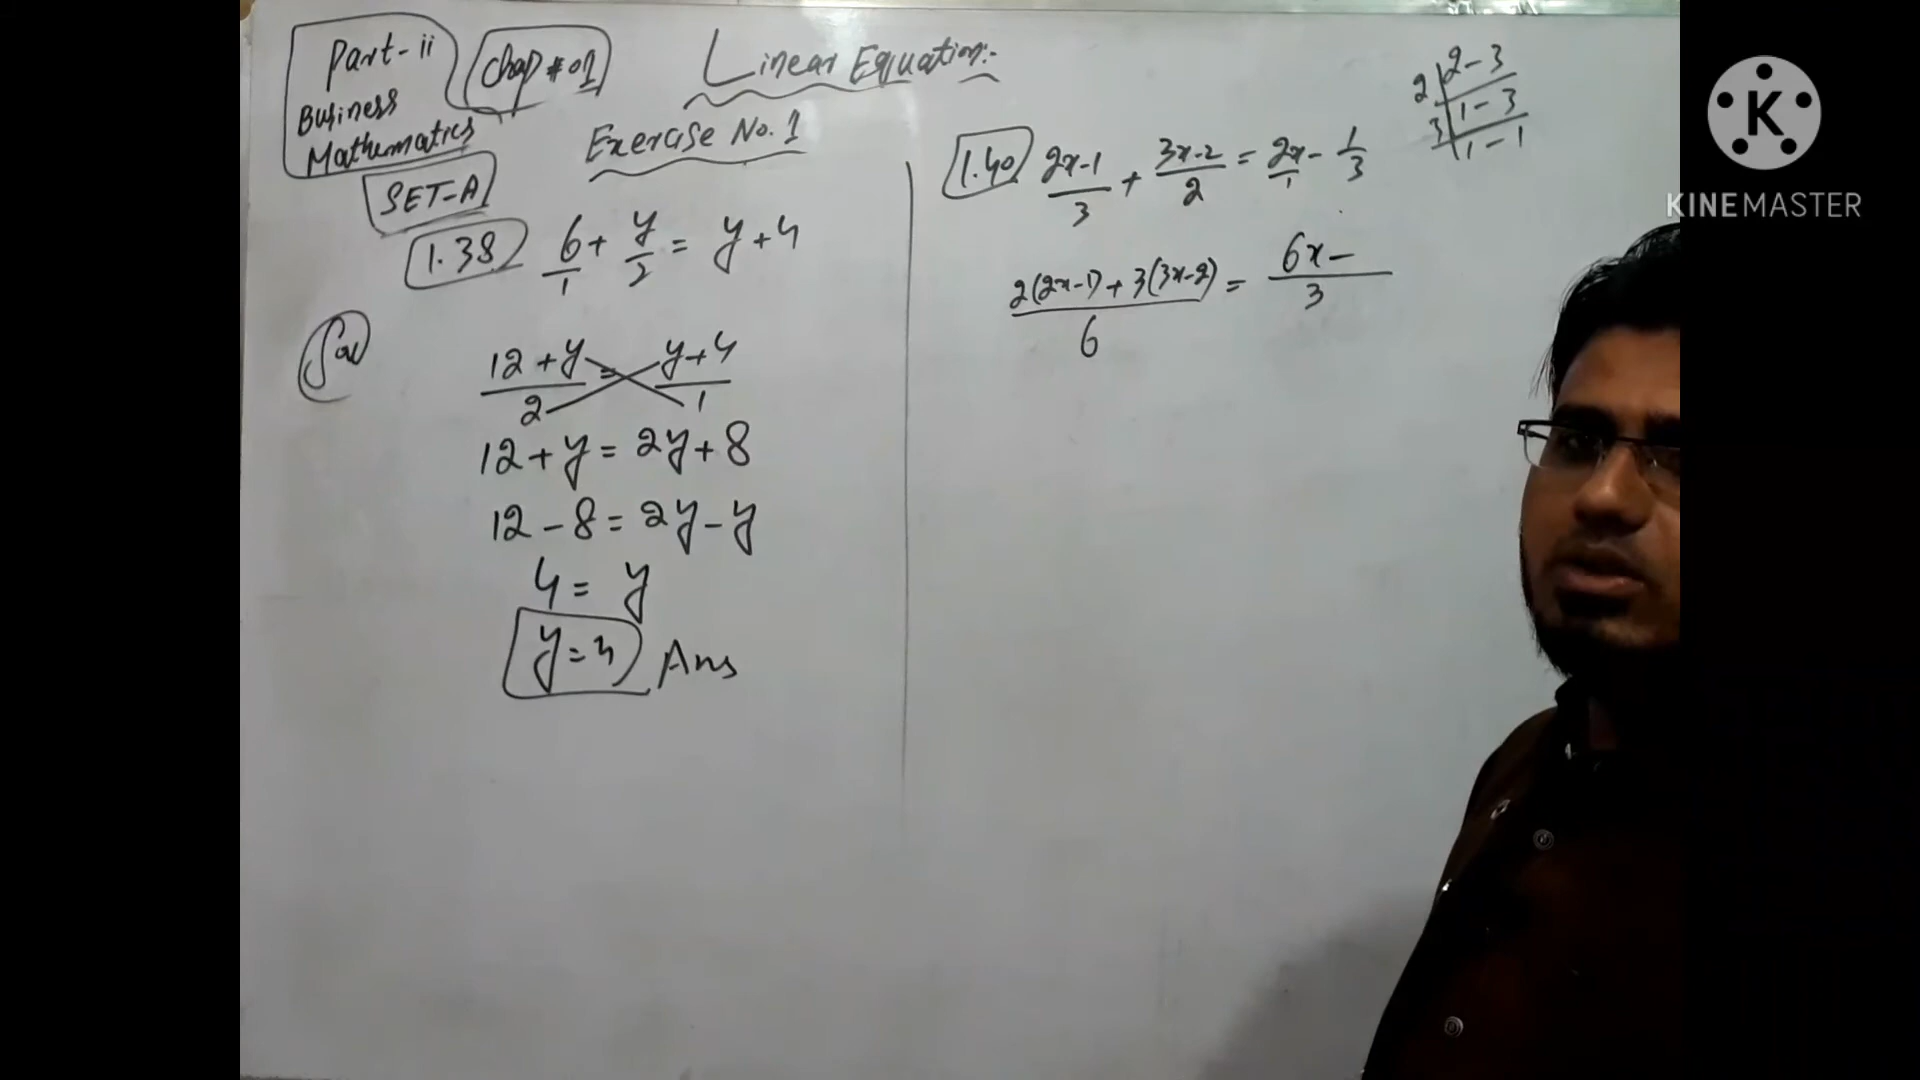 Part-ii
Business
Mathematics
Chap # 01
Linear Equation:-
Exercise No. 1
SET-A
1.38 6/1 + y/2 = y+4
Sol
(12+y)/2 = (y+4)/1
12+y = 2y+8
12-8 = 2y-y
4 = y
y=4 Ans
1.40 (2x-1)/3 + (3x-2)/2 = 2x/1 - 1/3
(2(2x-1)+3(3x-2))/6 = (6x-)/3
2 | 2-3
3 | 1-3
1-1
K
KINEMASTER